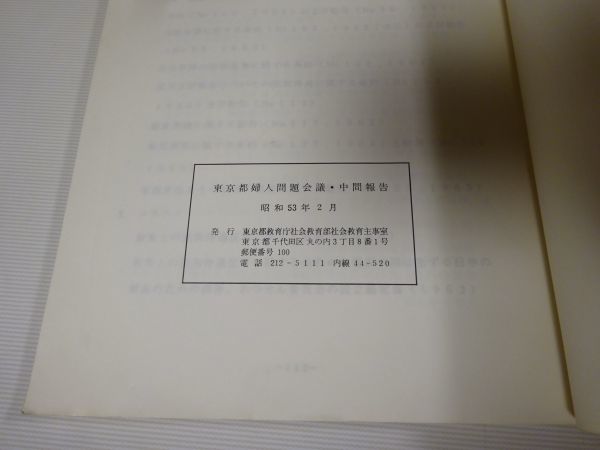 東京都婦人問題会議・中間報告
昭和53年2月
発行 東京都教育庁社会教育部社会教育主事室
東京都千代田区丸の内3丁目8番1号
郵便番号100
電話 212-5111 内線44-520